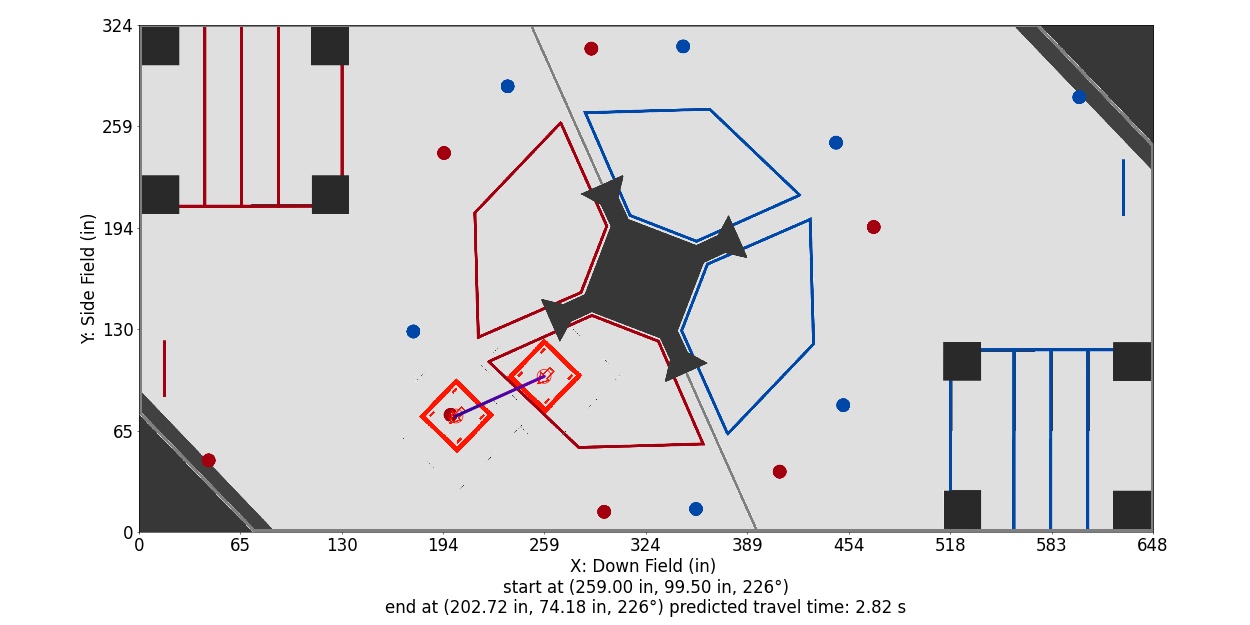 324
259
194
130
65
0
Y: Side Field (in)
0 65 130 194 259 324 389 454 518 583 648
X: Down Field (in)
start at (259.00 in, 99.50 in, 226°)
end at (202.72 in, 74.18 in, 226°) predicted travel time: 2.82 s